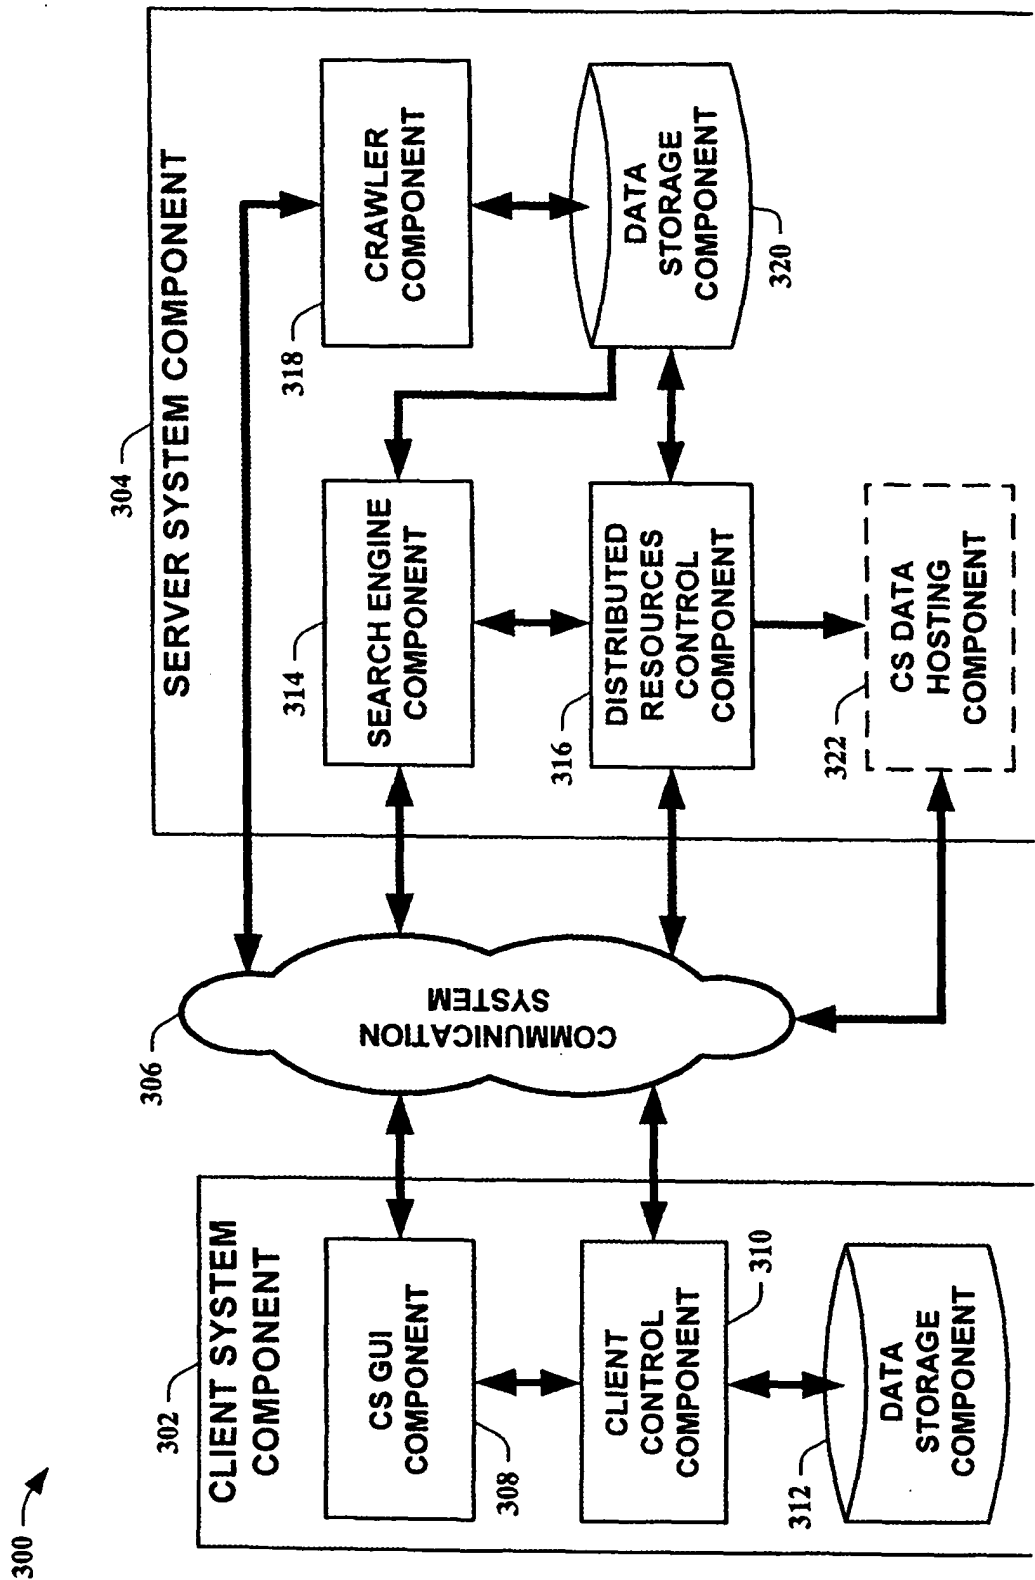 300
302
CLIENT SYSTEM
COMPONENT
CS GUI
COMPONENT
308
CLIENT
CONTROL
COMPONENT
310
DATA
STORAGE
COMPONENT
312
306
COMMUNICATION
SYSTEM
304
SERVER SYSTEM COMPONENT
314
SEARCH ENGINE
COMPONENT
318
CRAWLER
COMPONENT
316
DISTRIBUTED
RESOURCES
CONTROL
COMPONENT
DATA
STORAGE
COMPONENT
320
322
CS DATA
HOSTING
COMPONENT